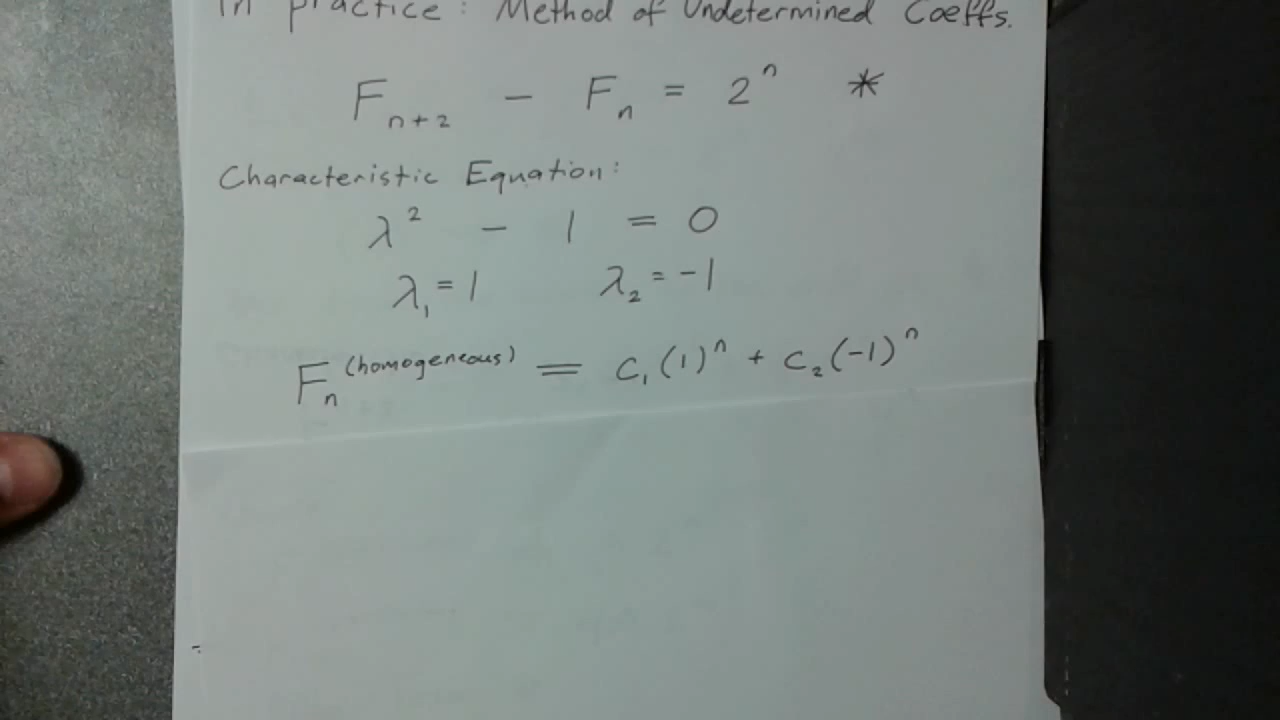 In practice: Method of Undetermined Coeffs.
F_{n+2} - F_n = 2^n *
Characteristic Equation:
λ^2 - 1 = 0
λ_1 = 1 λ_2 = -1
F_n^{(homogeneous)} = c_1(1)^n + c_2(-1)^n